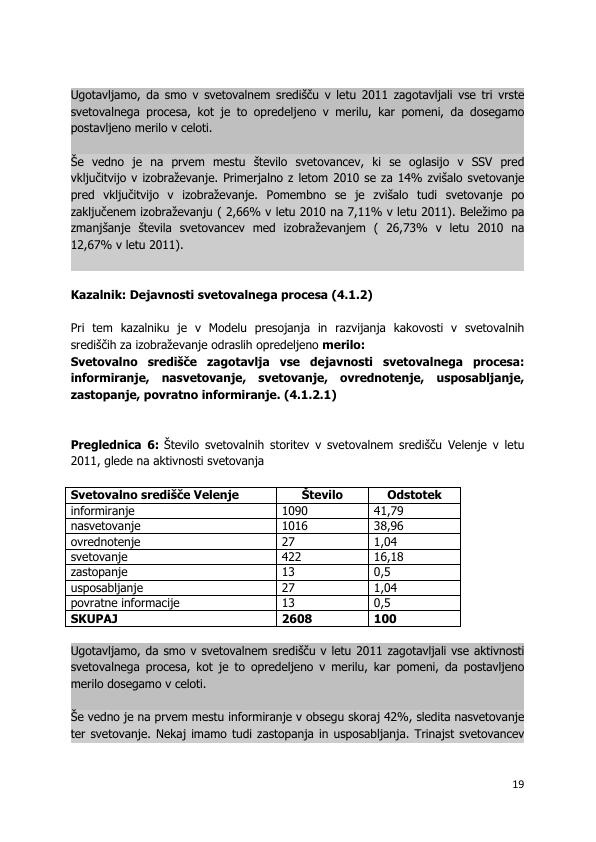 Ugotavljamo, da smo v svetovalnem središču v letu 2011 zagotavljali vse tri vrste
svetovalnega procesa, kot je to opredeljeno v merilu, kar pomeni, da dosegamo
postavljeno merilo v celoti.
Še vedno je na prvem mestu število svetovancev, ki se oglasijo v SSV pred
vključitvijo v izobraževanje. Primerjalno z letom 2010 se za 14% zvišalo svetovanje
pred vključitvijo v izobraževanje. Pomembno se je zvišalo tudi svetovanje po
zaključenem izobraževanju ( 2,66% v letu 2010 na 7,11% v letu 2011). Beležimo pa
zmanjšanje števila svetovancev med izobraževanjem ( 26,73% v letu 2010 na
12,67% v letu 2011).
Kazalnik: Dejavnosti svetovalnega procesa (4.1.2)
Pri tem kazalniku je v Modelu presojanja in razvijanja kakovosti v svetovalnih
središčih za izobraževanje odraslih opredeljeno merilo:
Svetovalno središče zagotavlja vse dejavnosti svetovalnega procesa:
informiranje, nasvetovanje, svetovanje, ovrednotenje, usposabljanje,
zastopanje, povratno informiranje. (4.1.2.1)
Preglednica 6: Število svetovalnih storitev v svetovalnem središču Velenje v letu
2011, glede na aktivnosti svetovanja
Svetovalno središče Velenje Število Odstotek
informiranje 1090 41,79
nasvetovanje 1016 38,96
ovrednotenje 27 1,04
svetovanje 422 16,18
zastopanje 13 0,5
usposabljanje 27 1,04
povratne informacije 13 0,5
SKUPAJ 2608 100
Ugotavljamo, da smo v svetovalnem središču v letu 2011 zagotavljali vse aktivnosti
svetovalnega procesa, kot je to opredeljeno v merilu, kar pomeni, da postavljeno
merilo dosegamo v celoti.
Še vedno je na prvem mestu informiranje v obsegu skoraj 42%, sledita nasvetovanje
ter svetovanje. Nekaj imamo tudi zastopanja in usposabljanja. Trinajst svetovancev
19